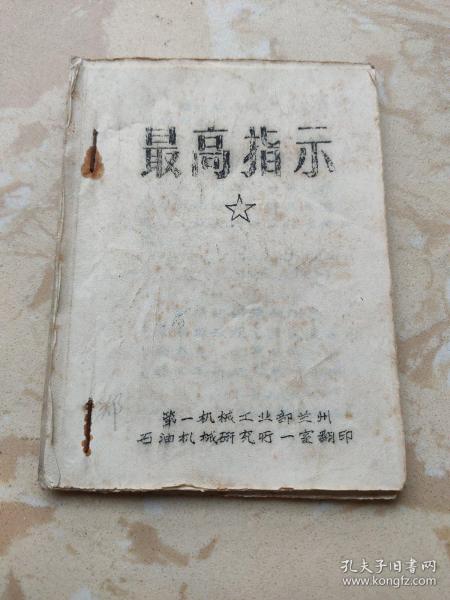 最高指示
☆
郑
第一机械工业部兰州
石油机械研究所一室翻印
孔夫子旧书网
www.kongfz.com